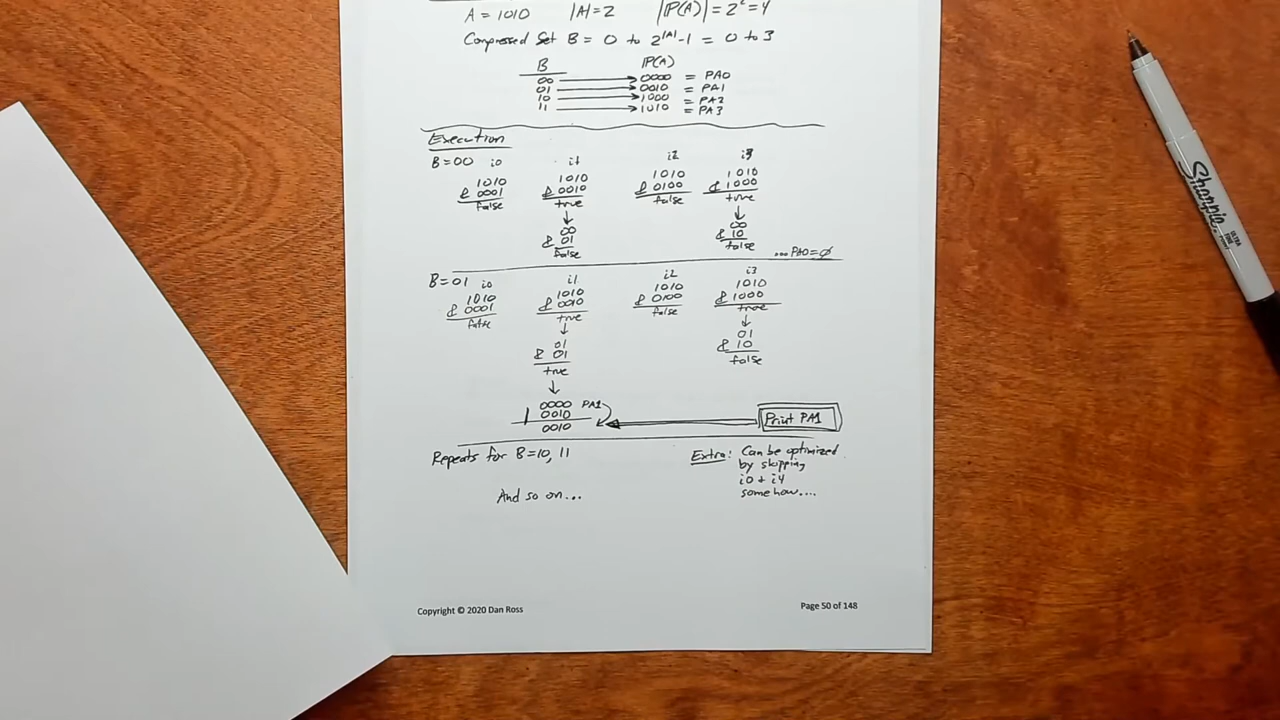 A = 1010 |A| = 2 |P(A)| = 2² = 4
Compressed Set B = 0 to 2^|A| - 1 = 0 to 3
B P(A)
00 → 0000 = PA0
01 → 0010 = PA1
10 → 1000 = PA2
11 → 1010 = PA3
Execution
B=00 i0 i1 i2 i3
1010 1010 1010 1010
& 0001 & 0010 & 0100 & 1000
false true false true
↓ ↓
00 00
& 01 & 10
false false
...PA0=∅
B=01 i0 i1 i2 i3
1010 1010 1010 1010
& 0001 & 0010 & 0100 & 1000
false true false true
↓ ↓
01 01
& 01 & 10
true false
↓
0000 PA1
| 0010
0010
Print PA1
Repeats for B=10, 11
And so on...
Extra: Can be optimized
by skipping
i0 + i4
somehow....
Copyright © 2020 Dan Ross
Page 50 of 148
Sharpie.
ULTRA
FINE
POINT